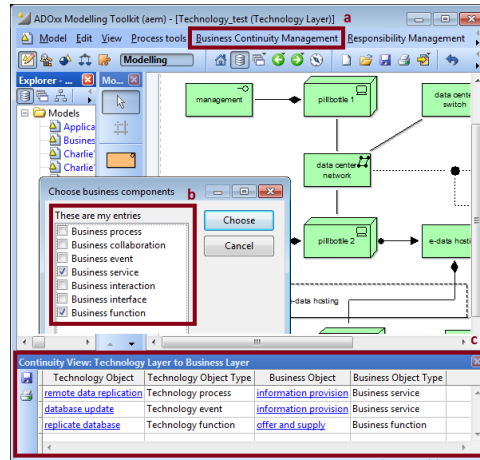 ADOxx Modelling Toolkit (aem) - [Technology_test (Technology Layer)] a
Model Edit View Process tools Business Continuity Management Responsibility Management
Modelling
Explorer - ... Mo...
Models
Applica
Busines
Charlie'
Charlie'
management
pillbottle 1
data cente
switch
data center
network
pillbottle 2
e-data hosti
-data hosting
Choose business components b
These are my entries
Business process
Business collaboration
Business event
Business service
Business interaction
Business interface
Business function
Choose
Cancel
c
Continuity View: Technology Layer to Business Layer
Technology Object Technology Object Type Business Object Business Object Type
remote data replication Technology process information provision Business service
database update Technology event information provision Business service
replicate database Technology function offer and supply Business function